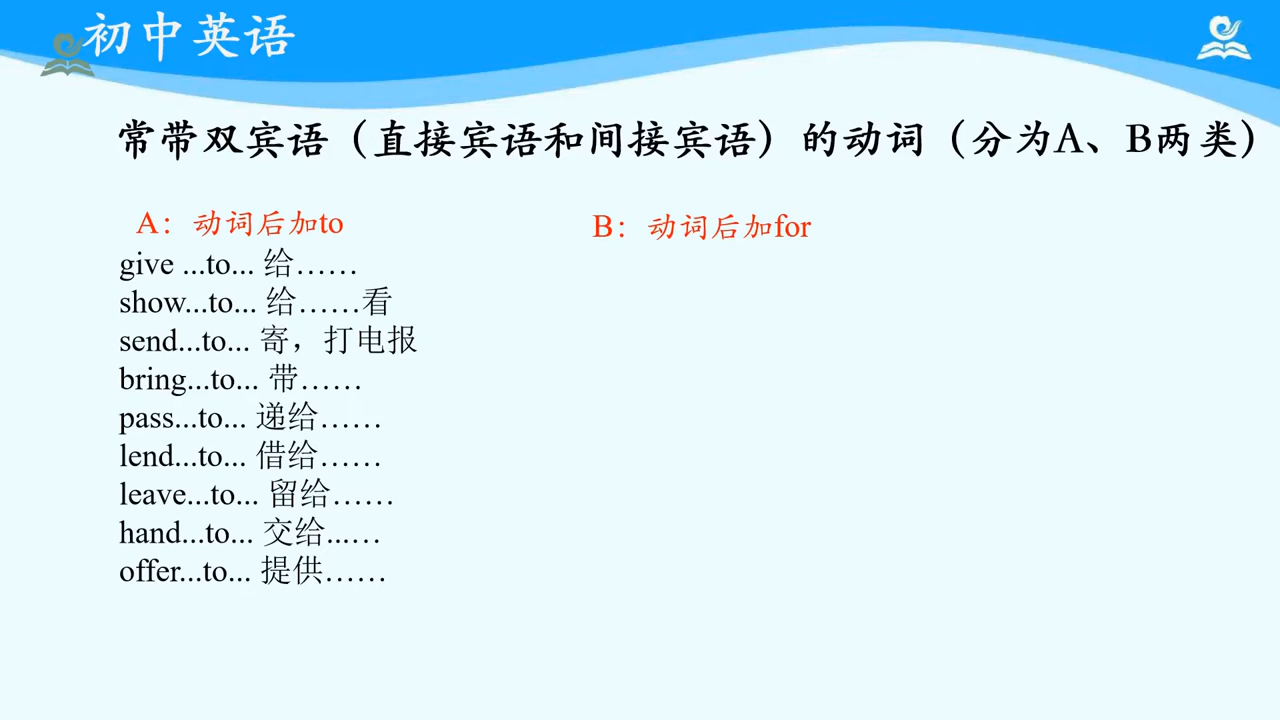 初中英语
常带双宾语（直接宾语和间接宾语）的动词（分为A、B两类）
A：动词后加to
B：动词后加for
give ...to... 给……
show...to... 给……看
send...to... 寄，打电报
bring...to... 带……
pass...to... 递给……
lend...to... 借给……
leave...to... 留给……
hand...to... 交给...…
offer...to... 提供……